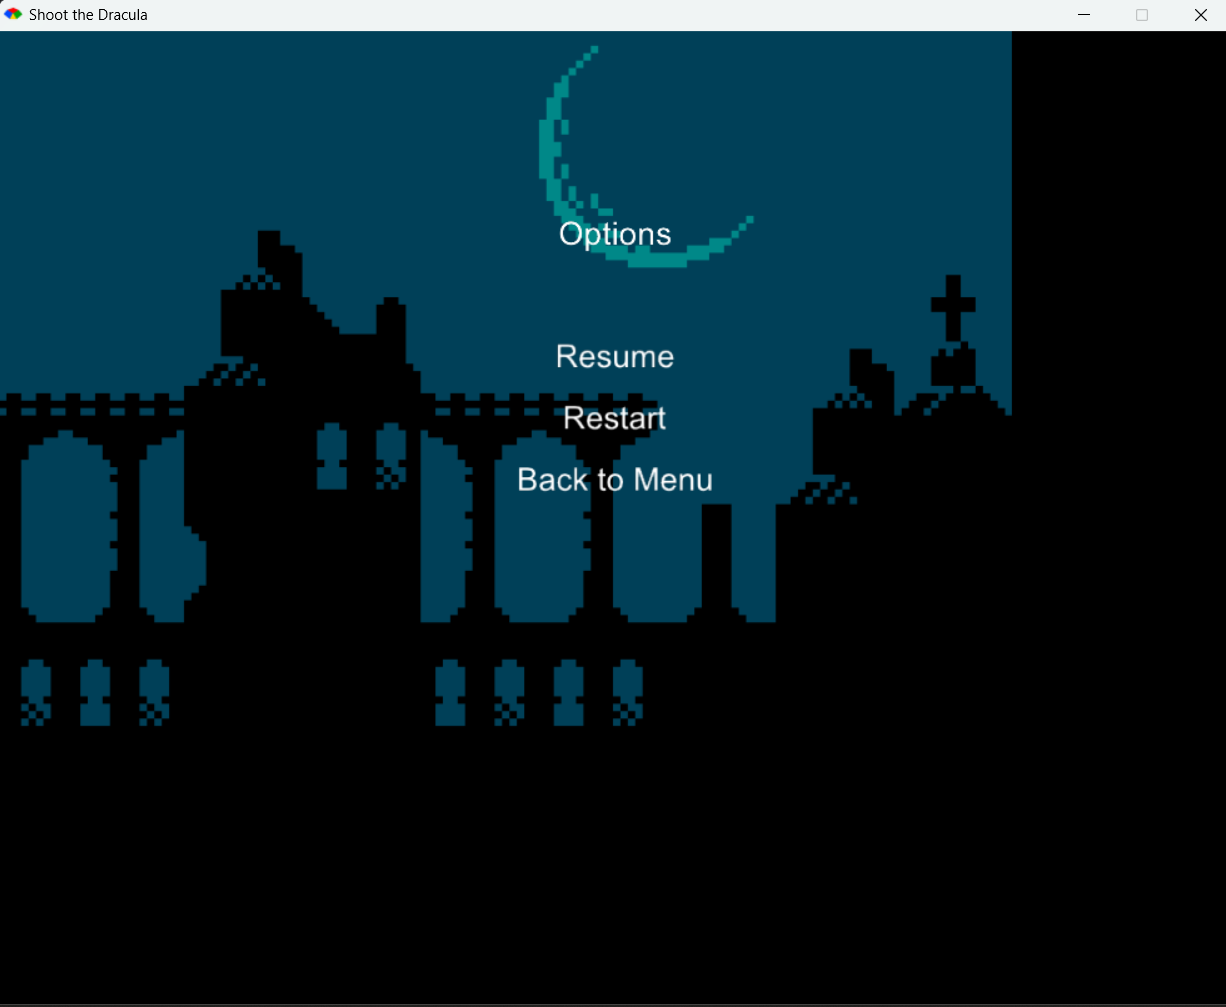 Shoot the Dracula
Options
Resume
Restart
Back to Menu